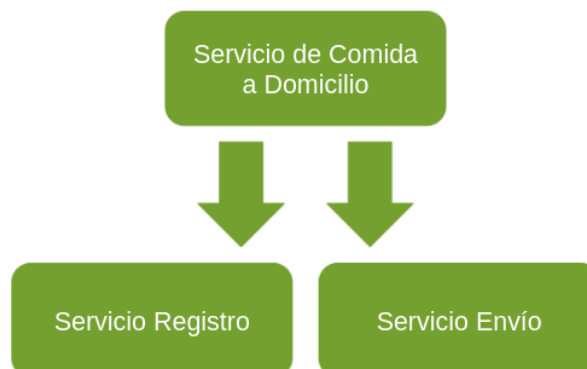 Servicio de Comida
a Domicilio
Servicio Registro
Servicio Envío